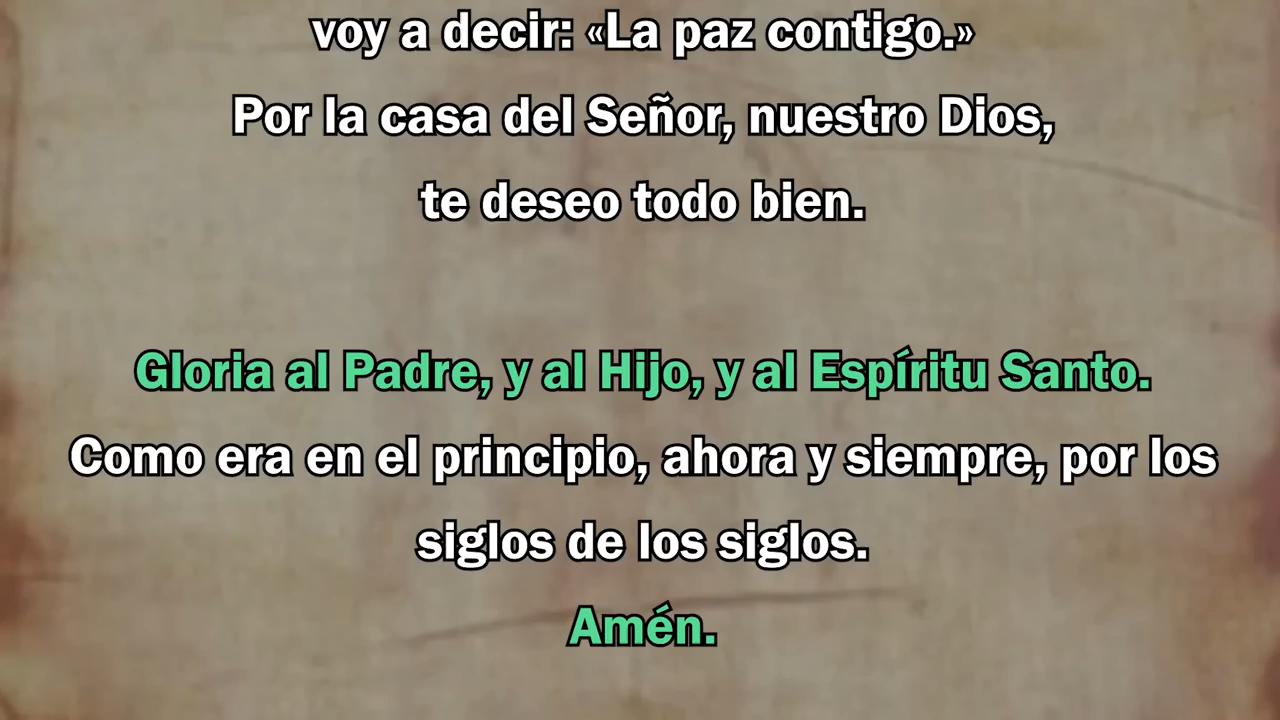 voy a decir: «La paz contigo.»
Por la casa del Señor, nuestro Dios,
te deseo todo bien.
Gloria al Padre, y al Hijo, y al Espíritu Santo.
Como era en el principio, ahora y siempre, por los
siglos de los siglos.
Amén.